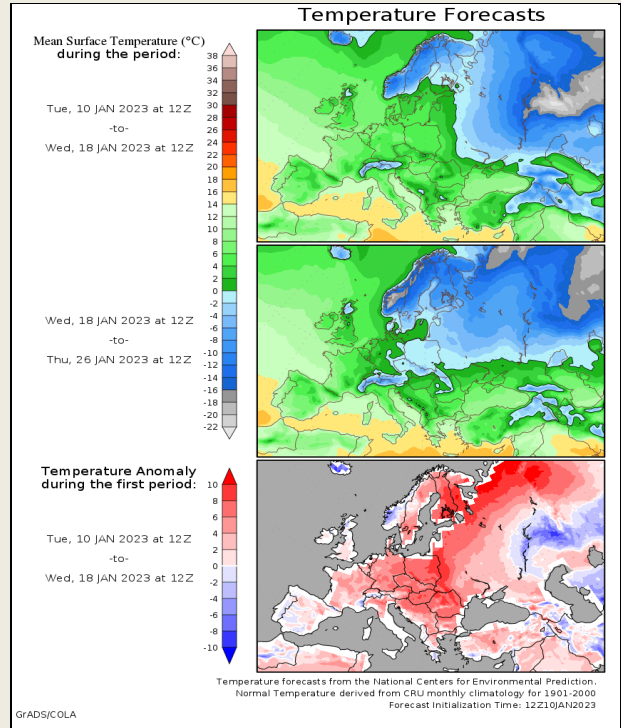 Temperature Forecasts
Mean Surface Temperature (°C)
during the period:
38
36
34
32
30
28
26
24
22
20
18
16
14
12
10
8
6
4
2
0
-2
-4
-6
-8
-10
-12
-14
-16
-18
-20
-22
Tue, 10 JAN 2023 at 12Z
-to-
Wed, 18 JAN 2023 at 12Z
Wed, 18 JAN 2023 at 12Z
-to-
Thu, 26 JAN 2023 at 12Z
Temperature Anomaly
during the first period:
10
8
6
4
2
0
-2
-4
-6
-8
-10
Tue, 10 JAN 2023 at 12Z
-to-
Wed, 18 JAN 2023 at 12Z
Temperature forecasts from the National Centers for Environmental Prediction.
Normal Temperature derived from CRU monthly climatology for 1901-2000
Forecast Initialization Time: 12Z10JAN2023
GrADS/COLA